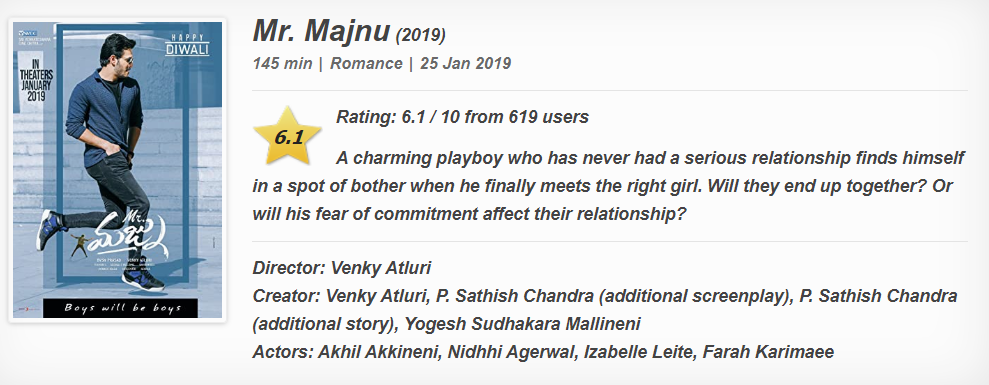 Mr. Majnu (2019)
145 min | Romance | 25 Jan 2019
HAPPY
DIWALI
IN
THEATERS
JANUARY
2019
Mr.
మజ్ను
VENKY ATLURI
Boys will be boys
6.1
Rating: 6.1 / 10 from 619 users
A charming playboy who has never had a serious relationship finds himself
in a spot of bother when he finally meets the right girl. Will they end up together? Or
will his fear of commitment affect their relationship?
Director: Venky Atluri
Creator: Venky Atluri, P. Sathish Chandra (additional screenplay), P. Sathish Chandra
(additional story), Yogesh Sudhakara Mallineni
Actors: Akhil Akkineni, Nidhhi Agerwal, Izabelle Leite, Farah Karimaee